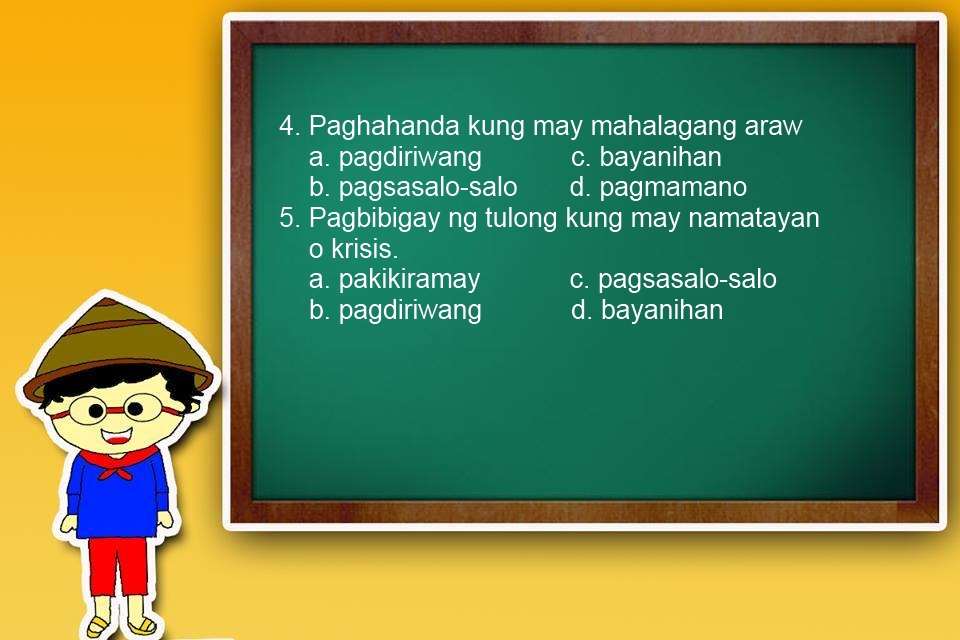 4. Paghahanda kung may mahalagang araw
a. pagdiriwang c. bayanihan
b. pagsasalo-salo d. pagmamano
5. Pagbibigay ng tulong kung may namatayan
o krisis.
a. pakikiramay c. pagsasalo-salo
b. pagdiriwang d. bayanihan